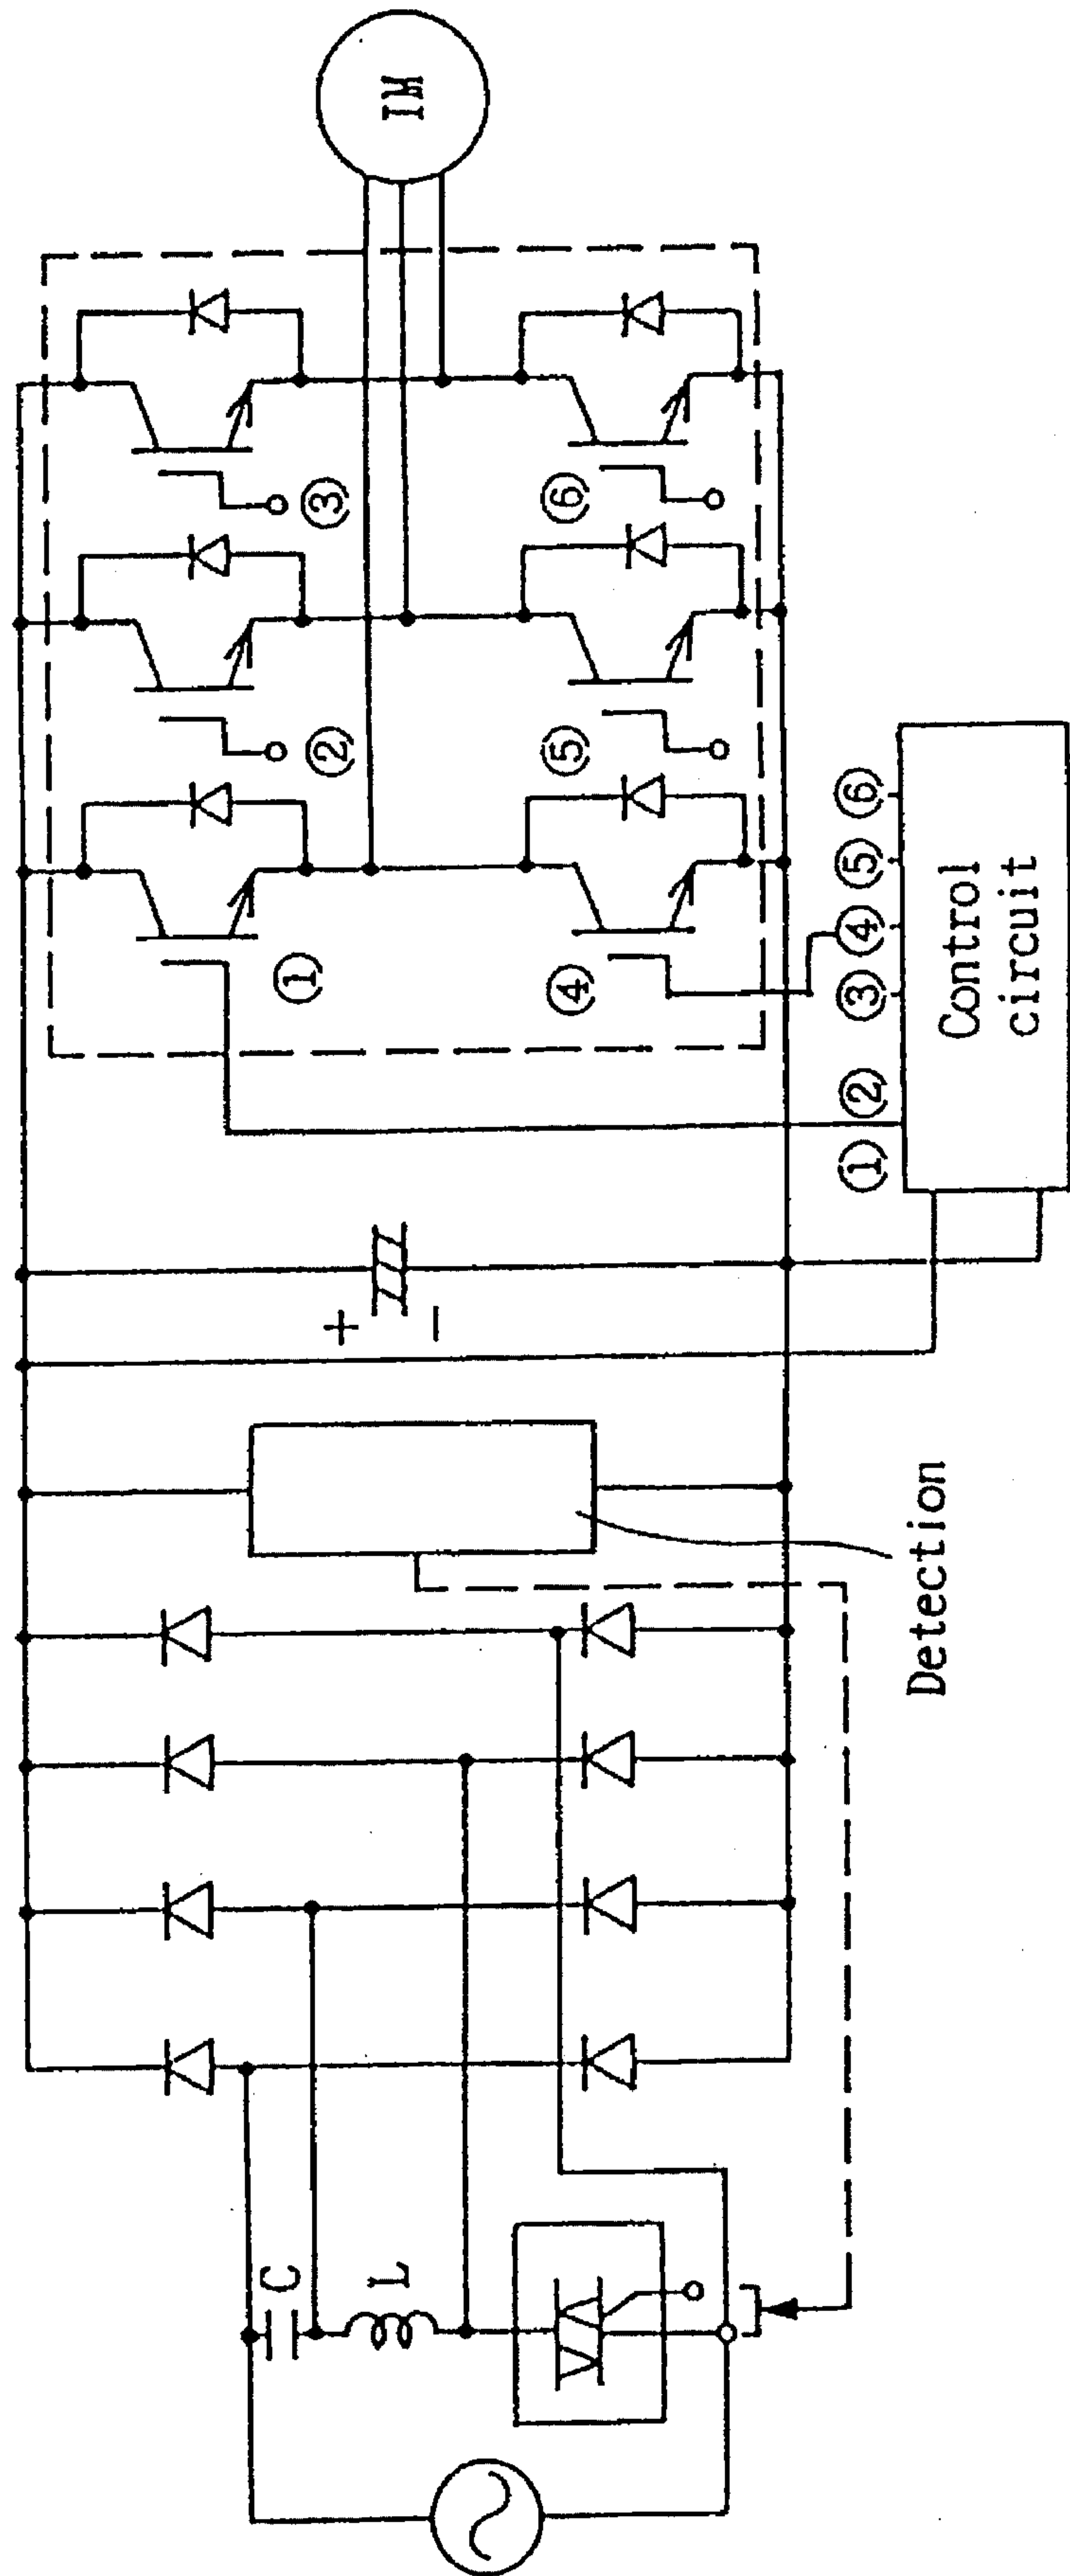 IM
③
②
①
⑥
⑤
④
+
−
① ② ③ ④ ⑤ ⑥
Control
circuit
Detection
C
L